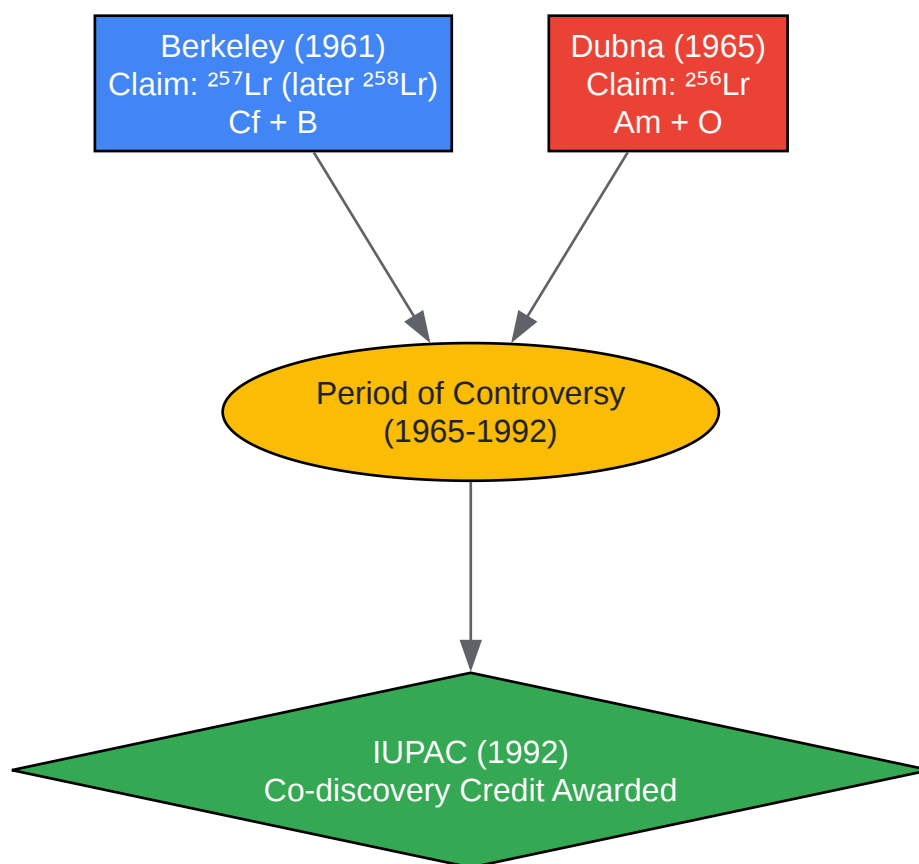 Berkeley (1961)
Claim: ²⁵⁷Lr (later ²⁵⁸Lr)
Cf + B
Dubna (1965)
Claim: ²⁵⁶Lr
Am + O
Period of Controversy
(1965-1992)
IUPAC (1992)
Co-discovery Credit Awarded